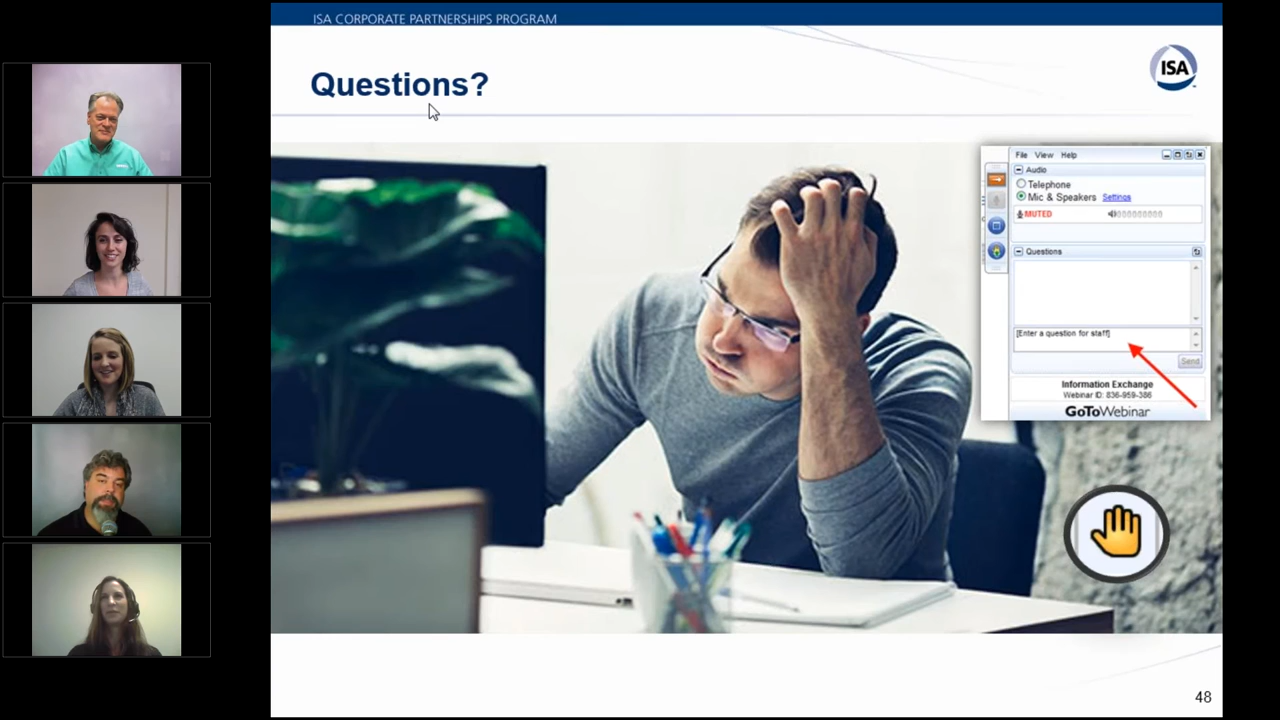 ISA CORPORATE PARTNERSHIPS PROGRAM
Questions?
ISA
File View Help
Audio
Telephone
Mic & Speakers Settings
MUTED
Questions
[Enter a question for staff]
Send
Information Exchange
Webinar ID: 836-959-386
GoToWebinar
48